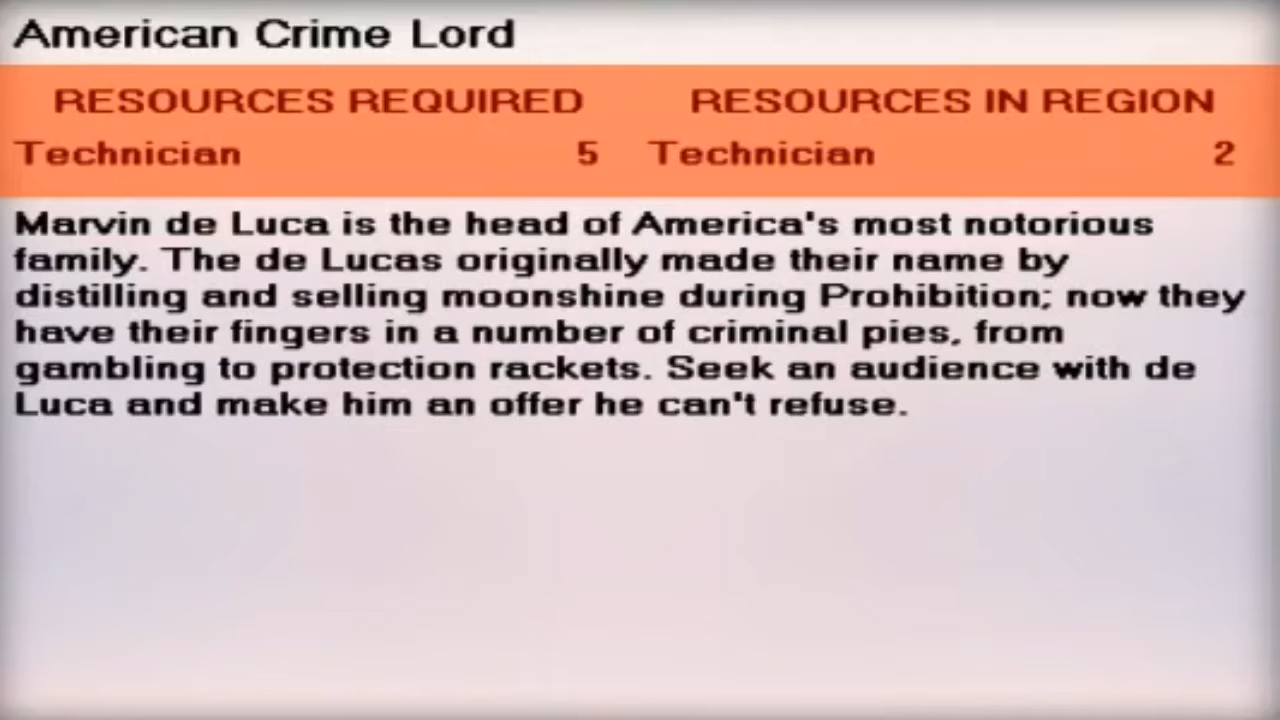 American Crime Lord
RESOURCES REQUIRED RESOURCES IN REGION
Technician 5 Technician 2
Marvin de Luca is the head of America's most notorious
family. The de Lucas originally made their name by
distilling and selling moonshine during Prohibition; now they
have their fingers in a number of criminal pies, from
gambling to protection rackets. Seek an audience with de
Luca and make him an offer he can't refuse.